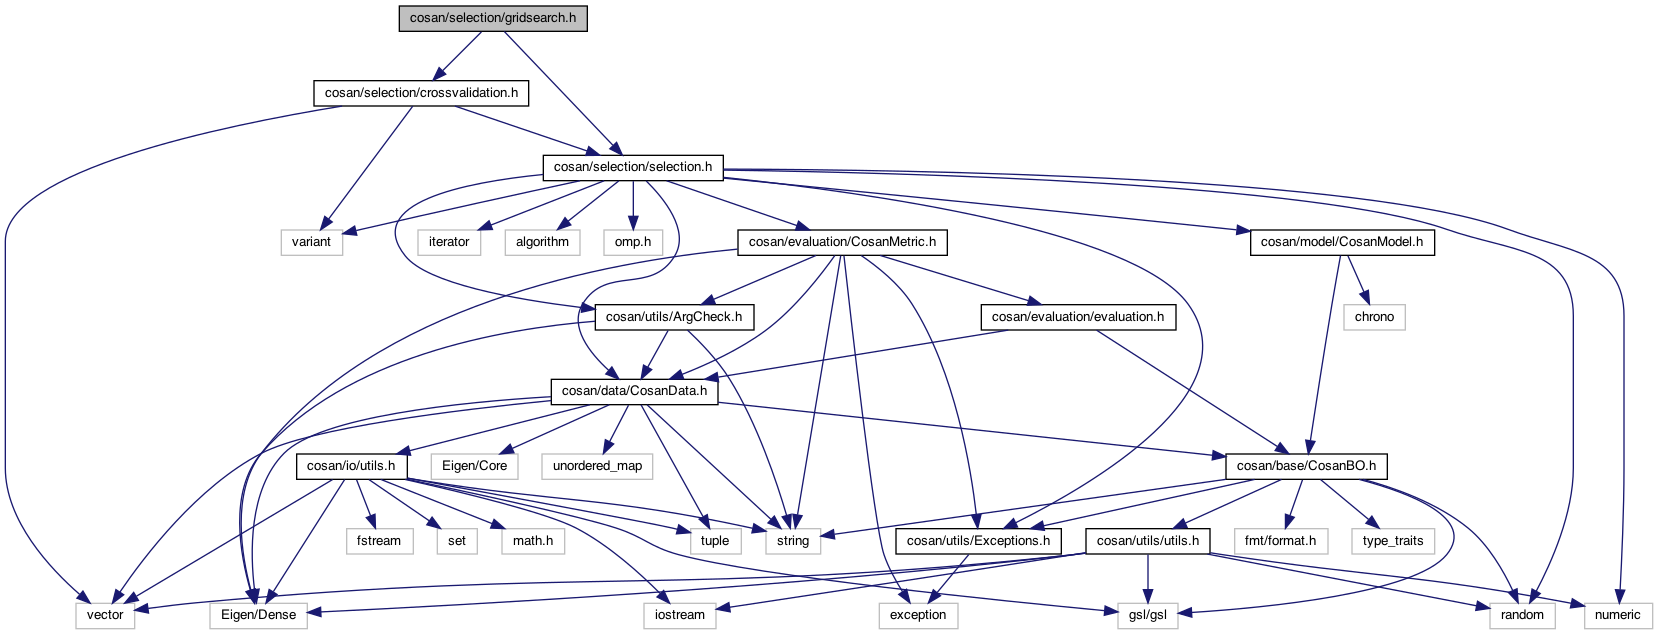 cosan/selection/gridsearch.h
cosan/selection/crossvalidation.h
cosan/selection/selection.h
variant
iterator
algorithm
omp.h
cosan/evaluation/CosanMetric.h
cosan/model/CosanModel.h
cosan/utils/ArgCheck.h
cosan/evaluation/evaluation.h
chrono
cosan/data/CosanData.h
cosan/io/utils.h
Eigen/Core
unordered_map
cosan/base/CosanBO.h
fstream
set
math.h
tuple
string
cosan/utils/Exceptions.h
cosan/utils/utils.h
fmt/format.h
type_traits
vector
Eigen/Dense
iostream
exception
gsl/gsl
random
numeric